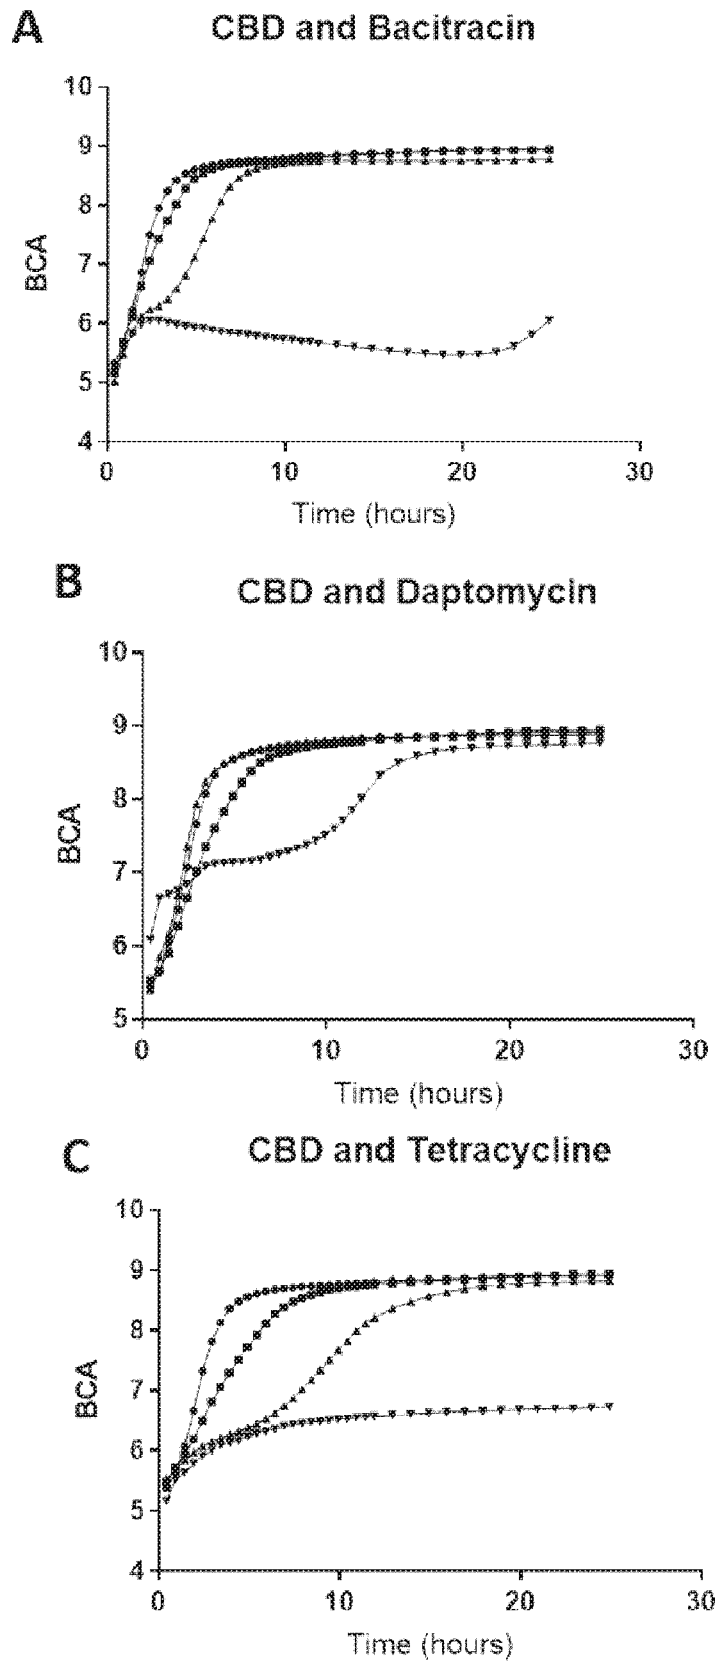 A
CBD and Bacitracin
10
9
8
7
6
5
4
BCA
0 10 20 30
Time (hours)
B
CBD and Daptomycin
10
9
8
7
6
5
BCA
0 10 20 30
Time (hours)
C
CBD and Tetracycline
10
9
8
7
6
5
4
BCA
0 10 20 30
Time (hours)